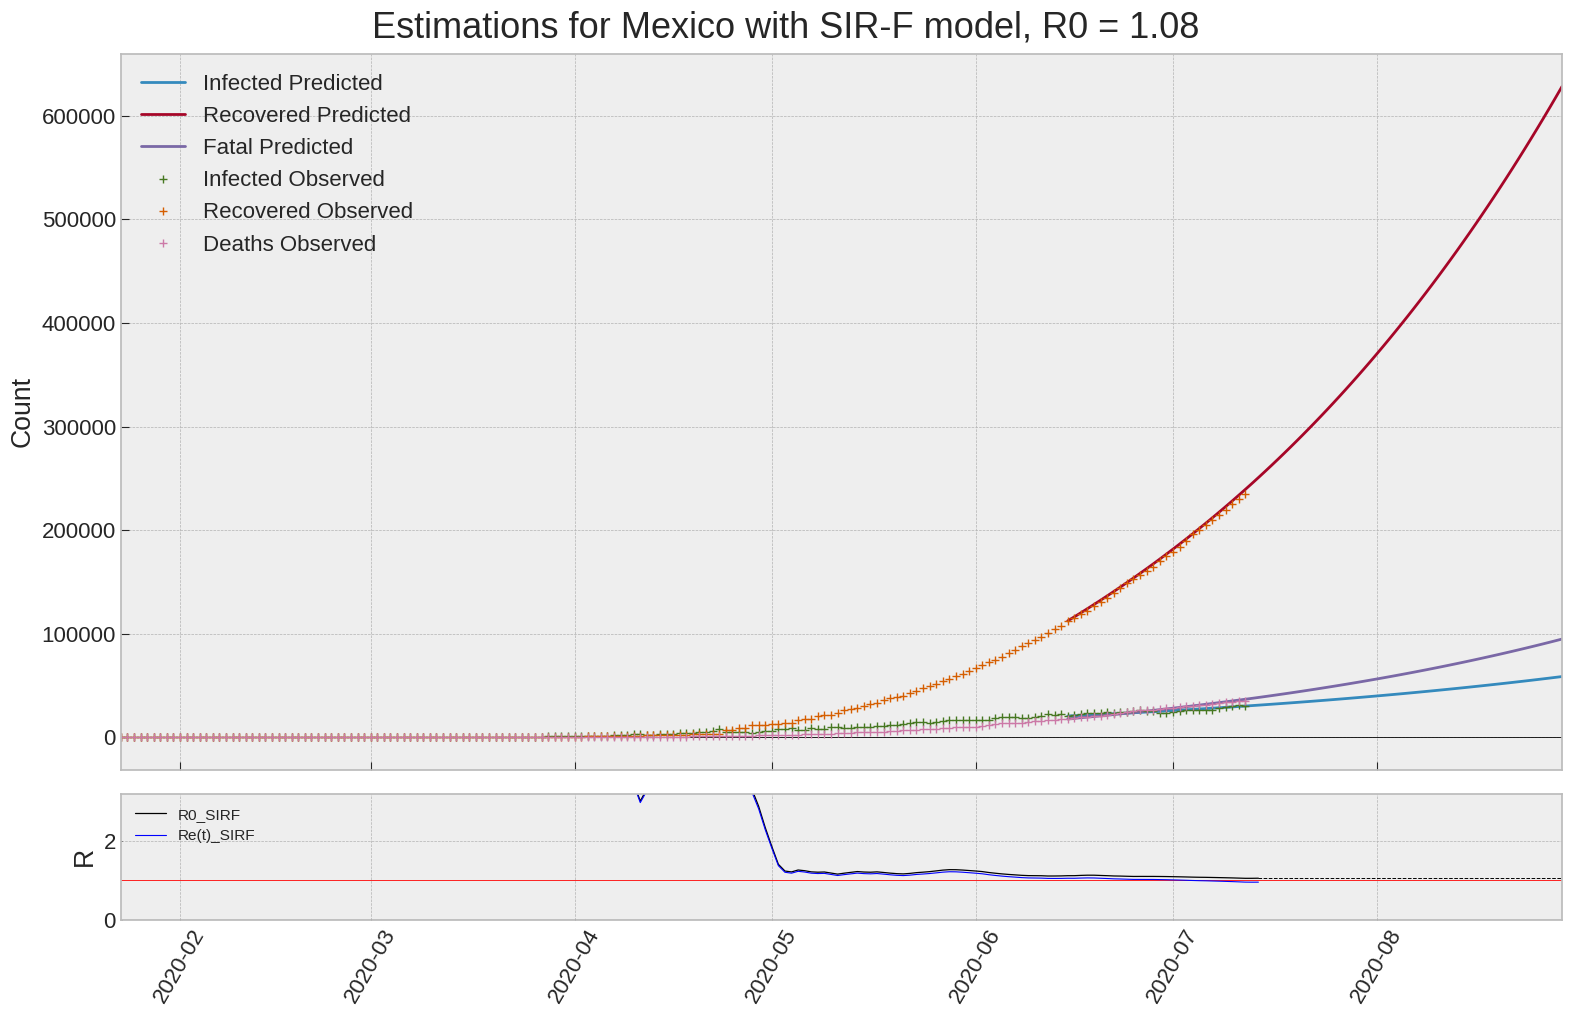 Estimations for Mexico with SIR-F model, R0 = 1.08
Infected Predicted
Recovered Predicted
Fatal Predicted
Infected Observed
Recovered Observed
Deaths Observed
600000
500000
400000
300000
200000
100000
0
Count
R0_SIRF
Re(t)_SIRF
2
0
R
2020-02
2020-03
2020-04
2020-05
2020-06
2020-07
2020-08